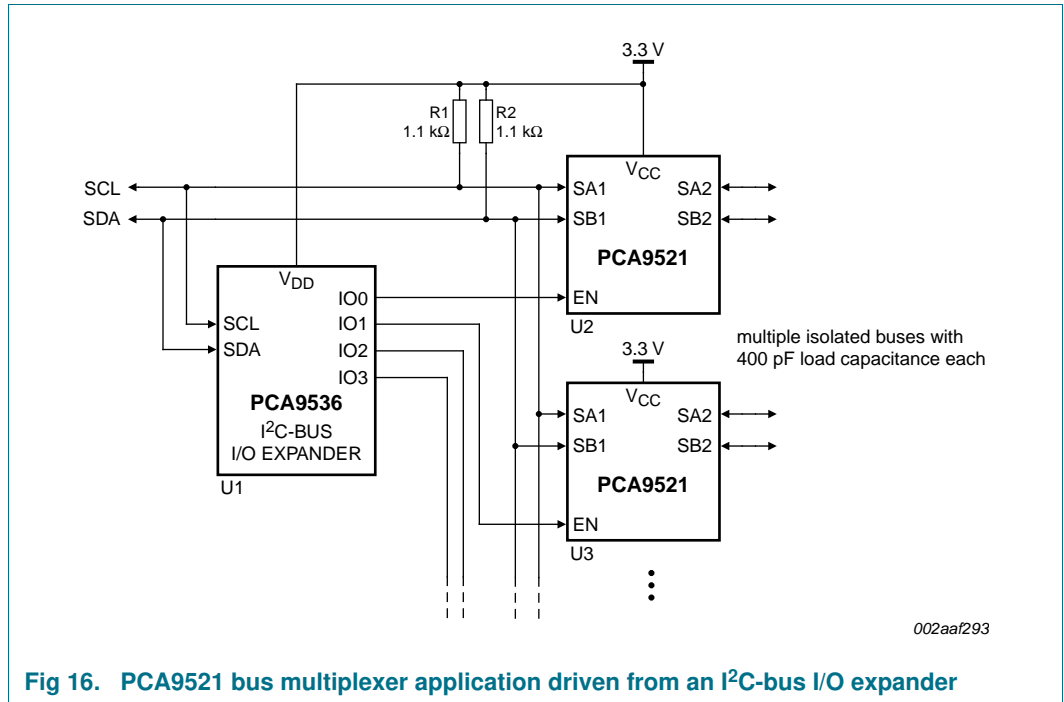 3.3 V
R1
1.1 kΩ
R2
1.1 kΩ
SCL
SDA
VCC
SA1
SA2
SB1
SB2
PCA9521
EN
U2
VDD
IO0
SCL
IO1
SDA
IO2
IO3
PCA9536
I2C-BUS
I/O EXPANDER
U1
multiple isolated buses with
400 pF load capacitance each
3.3 V
VCC
SA1
SA2
SB1
SB2
PCA9521
EN
U3
002aaf293
Fig 16. PCA9521 bus multiplexer application driven from an I2C-bus I/O expander